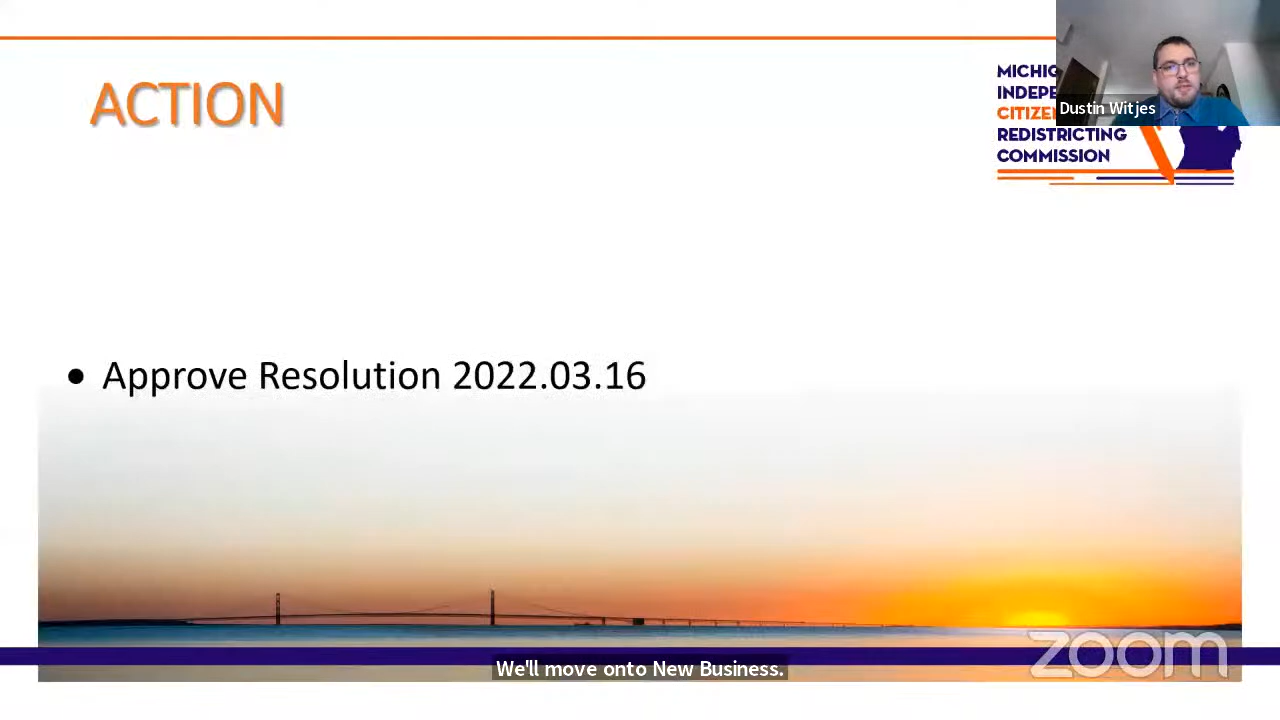 ACTION
MICHIG
INDEPE
CITIZE
REDISTRICTING
COMMISSION
Dustin Witjes
• Approve Resolution 2022.03.16
zoom
We'll move onto New Business.